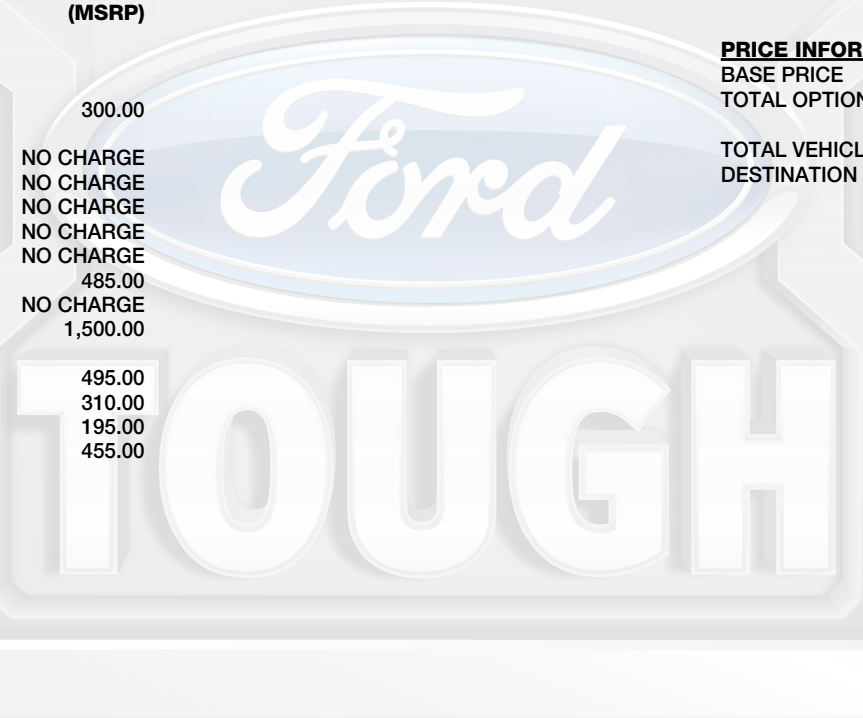 (MSRP)
300.00
NO CHARGE
NO CHARGE
NO CHARGE
NO CHARGE
NO CHARGE
485.00
NO CHARGE
1,500.00
495.00
310.00
195.00
455.00
PRICE INFOR
BASE PRICE
TOTAL OPTION
TOTAL VEHICL
DESTINATION
Ford
TOUGH